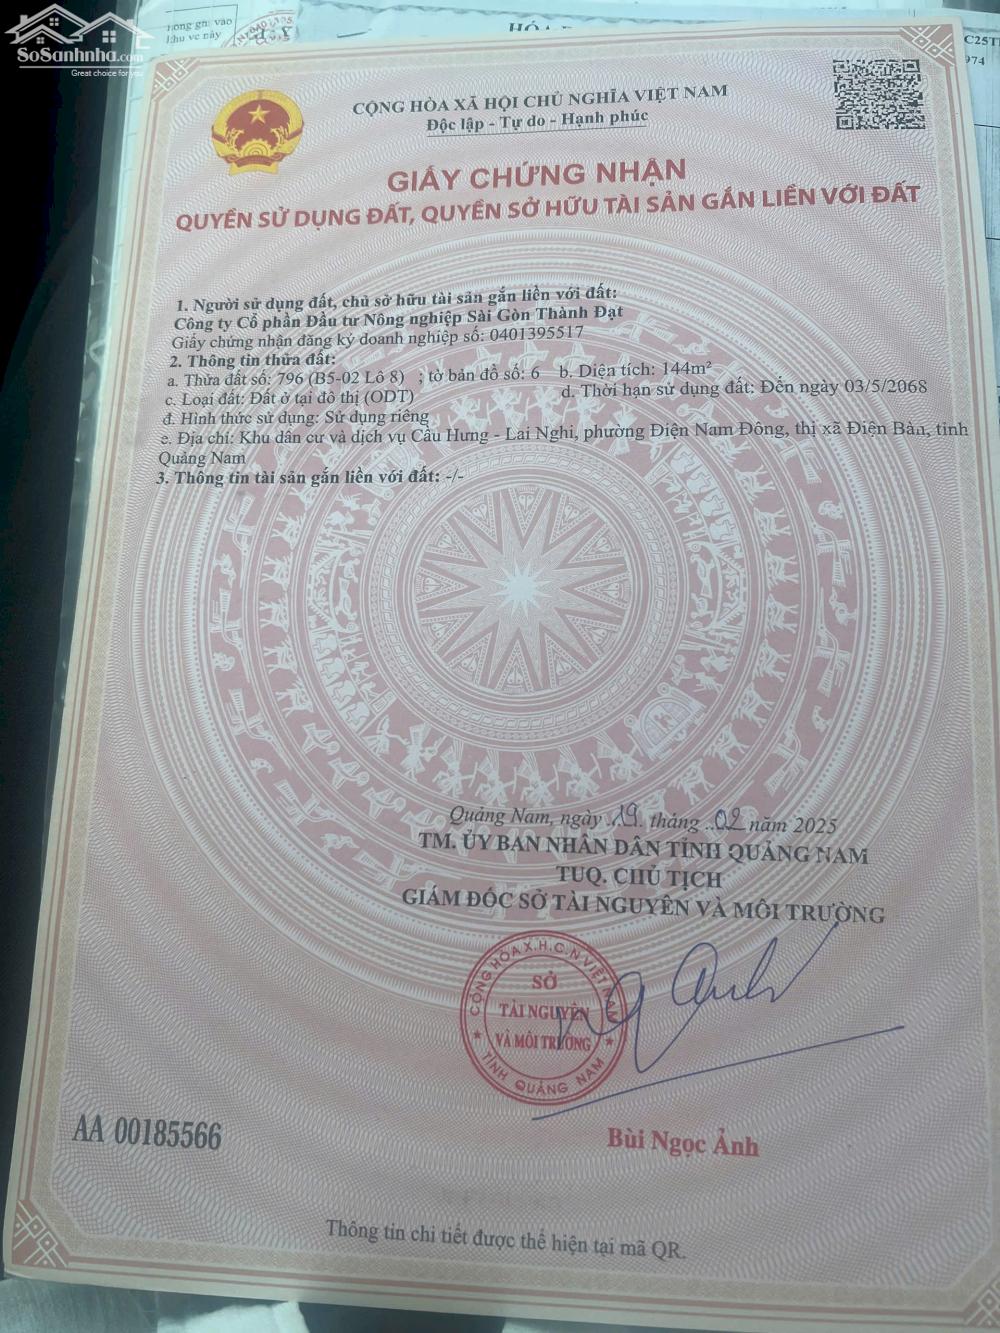 SoSanhnha.com
Great choice for you
CỘNG HÒA XÃ HỘI CHỦ NGHĨA VIỆT NAM
Độc lập - Tự do - Hạnh phúc
GIẤY CHỨNG NHẬN
QUYỀN SỬ DỤNG ĐẤT, QUYỀN SỞ HỮU TÀI SẢN GẮN LIỀN VỚI ĐẤT
1. Người sử dụng đất, chủ sở hữu tài sản gắn liền với đất:
Công ty Cổ phần Đầu tư Nông nghiệp Sài Gòn Thành Đạt
Giấy chứng nhận đăng ký doanh nghiệp số: 0401395517
2. Thông tin thửa đất:
a. Thửa đất số: 796 (B5-02 Lô 8) ; tờ bản đồ số: 6 b. Diện tích: 144m²
c. Loại đất: Đất ở tại đô thị (ODT) d. Thời hạn sử dụng đất: Đến ngày 03/5/2068
đ. Hình thức sử dụng: Sử dụng riêng
e. Địa chỉ: Khu dân cư và dịch vụ Cầu Hưng - Lai Nghi, phường Điện Nam Đông, thị xã Điện Bàn, tỉnh
Quảng Nam
3. Thông tin tài sản gắn liền với đất: -/-
Quảng Nam, ngày 19 tháng 02 năm 2025
TM. ỦY BAN NHÂN DÂN TỈNH QUẢNG NAM
TUQ. CHỦ TỊCH
GIÁM ĐỐC SỞ TÀI NGUYÊN VÀ MÔI TRƯỜNG
CỘNG HÒA X.H.C.N VIỆT NAM
SỞ
TÀI NGUYÊN
VÀ MÔI TRƯỜNG
TỈNH QUẢNG NAM
Bùi Ngọc Ảnh
AA 00185566
Thông tin chi tiết được thể hiện tại mã QR.